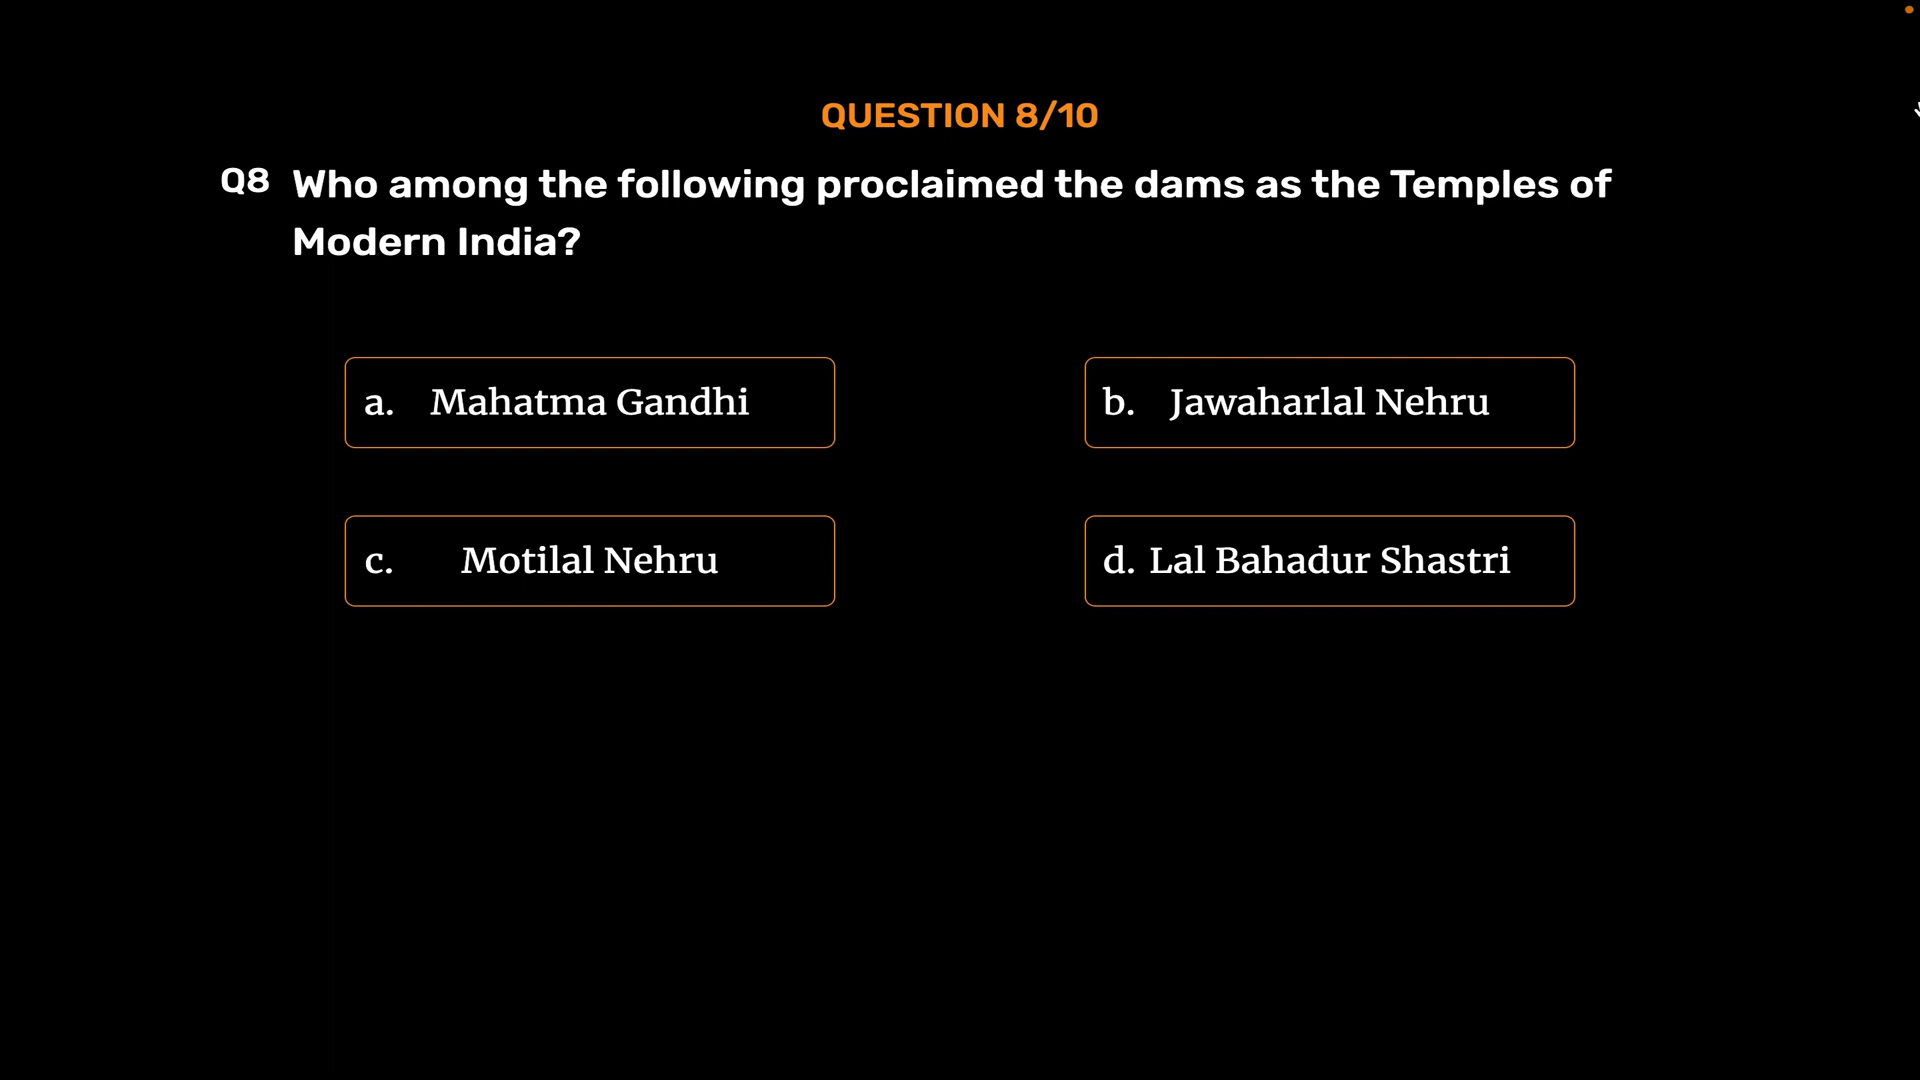 QUESTION 8/10
Q8 Who among the following proclaimed the dams as the Temples of
Modern India?
a. Mahatma Gandhi
b. Jawaharlal Nehru
c. Motilal Nehru
d. Lal Bahadur Shastri